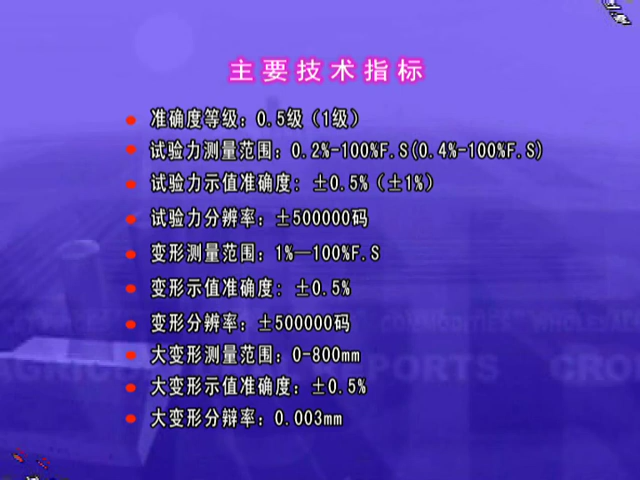 主要技术指标
准确度等级：0.5级（1级）
试验力测量范围：0.2%-100%F.S(0.4%-100%F.S)
试验力示值准确度：±0.5%（±1%）
试验力分辨率：±500000码
变形测量范围：1%—100%F.S
变形示值准确度：±0.5%
变形分辨率：±500000码
COMMODITIES
大变形测量范围：0-800mm
大变形示值准确度：±0.5%
大变形分辩率：0.003mm